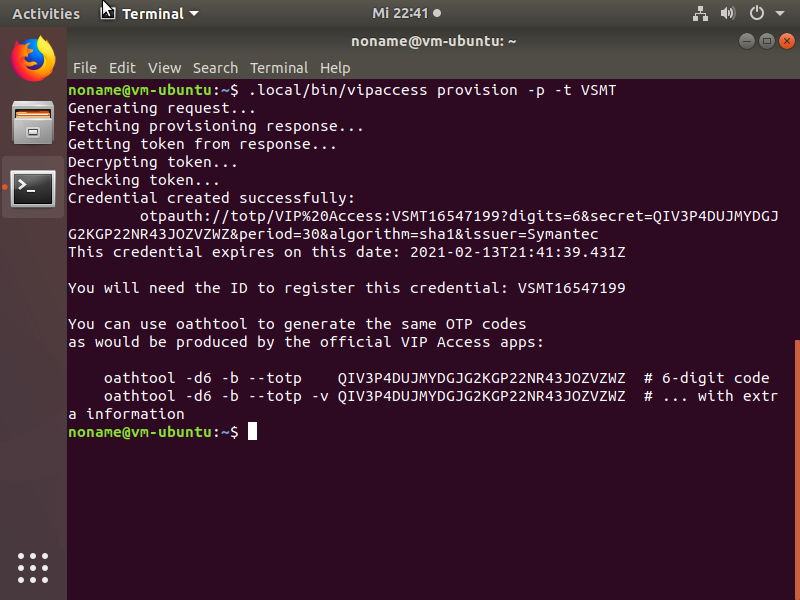 Activities Terminal Mi 22:41
noname@vm-ubuntu: ~
File Edit View Search Terminal Help
noname@vm-ubuntu:~$ .local/bin/vipaccess provision -p -t VSMT
Generating request...
Fetching provisioning response...
Getting token from response...
Decrypting token...
Checking token...
Credential created successfully:
        otpauth://totp/VIP%20Access:VSMT16547199?digits=6&secret=QIV3P4DUJMYDGJ
G2KGP22NR43JOZVZWZ&period=30&algorithm=sha1&issuer=Symantec
This credential expires on this date: 2021-02-13T21:41:39.431Z
You will need the ID to register this credential: VSMT16547199
You can use oathtool to generate the same OTP codes
as would be produced by the official VIP Access apps:
    oathtool -d6 -b --totp    QIV3P4DUJMYDGJG2KGP22NR43JOZVZWZ  # 6-digit code
    oathtool -d6 -b --totp -v QIV3P4DUJMYDGJG2KGP22NR43JOZVZWZ  # ... with extr
a information
noname@vm-ubuntu:~$